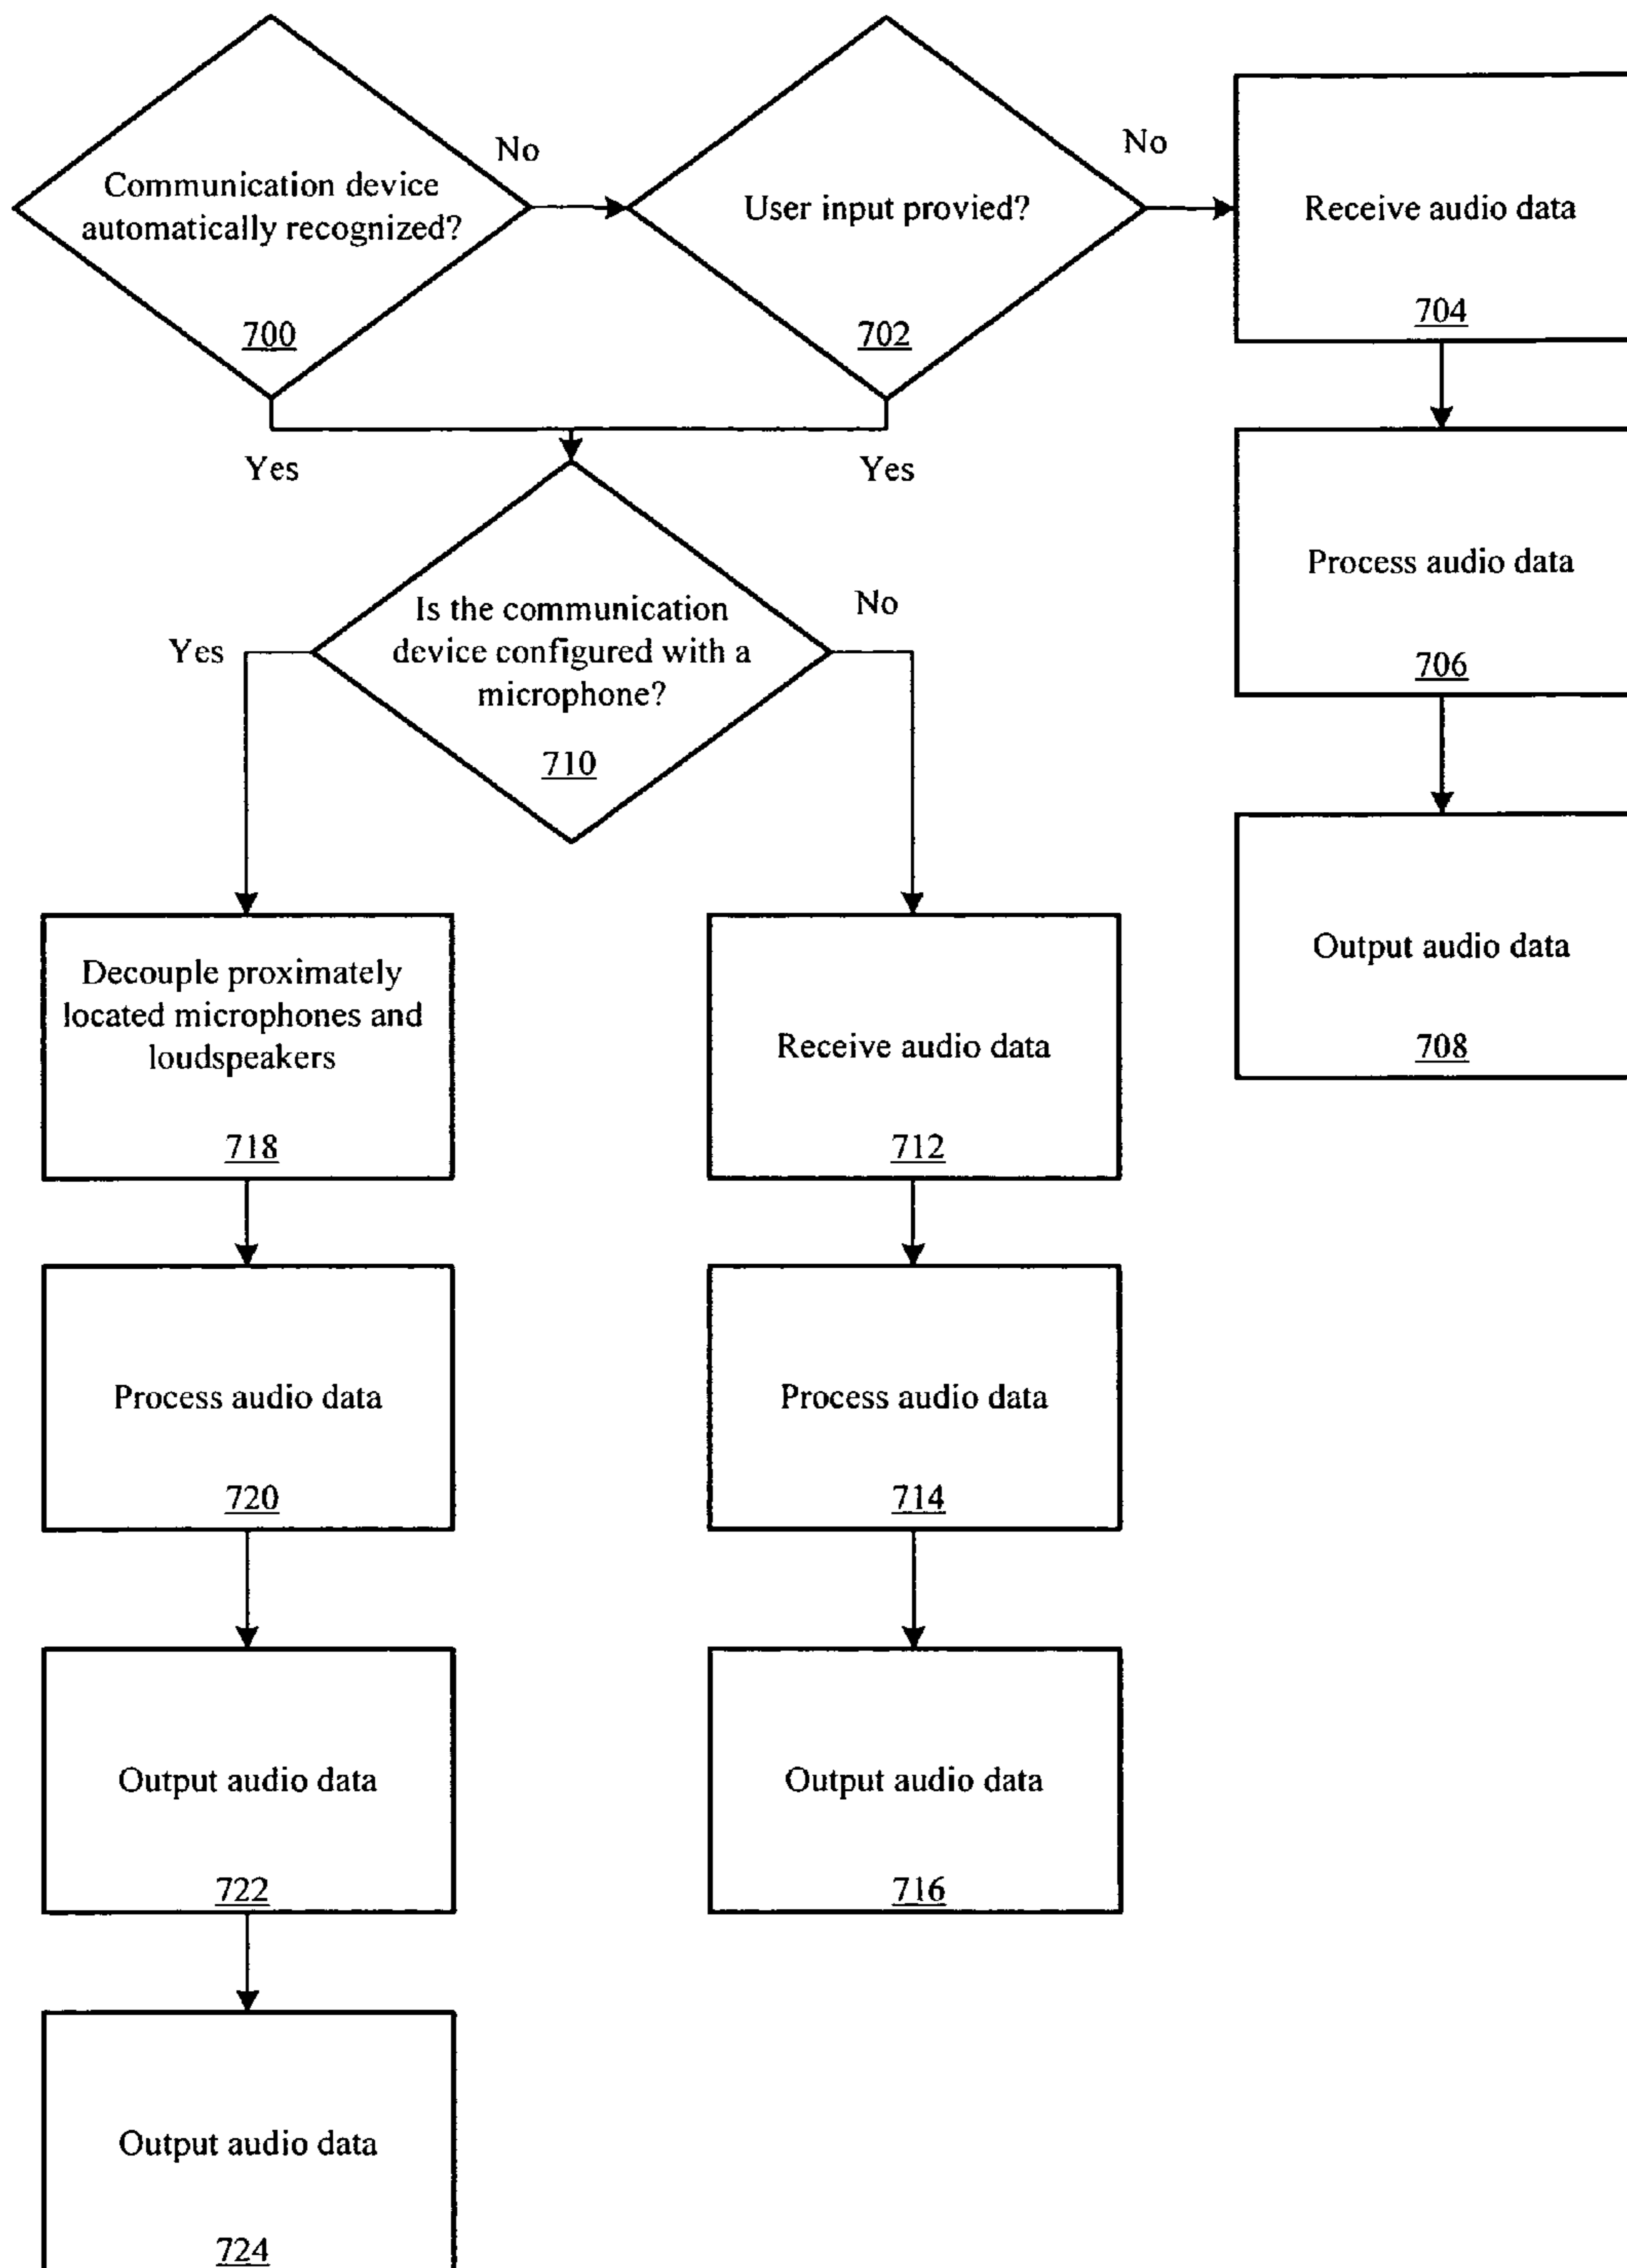 Communication device
automatically recognized?
700
No
User input provied?
702
No
Receive audio data
704
Yes
Yes
Process audio data
706
Is the communication
device configured with a
microphone?
710
Yes
No
Output audio data
708
Decouple proximately
located microphones and
loudspeakers
718
Receive audio data
712
Process audio data
720
Process audio data
714
Output audio data
722
Output audio data
716
Output audio data
724